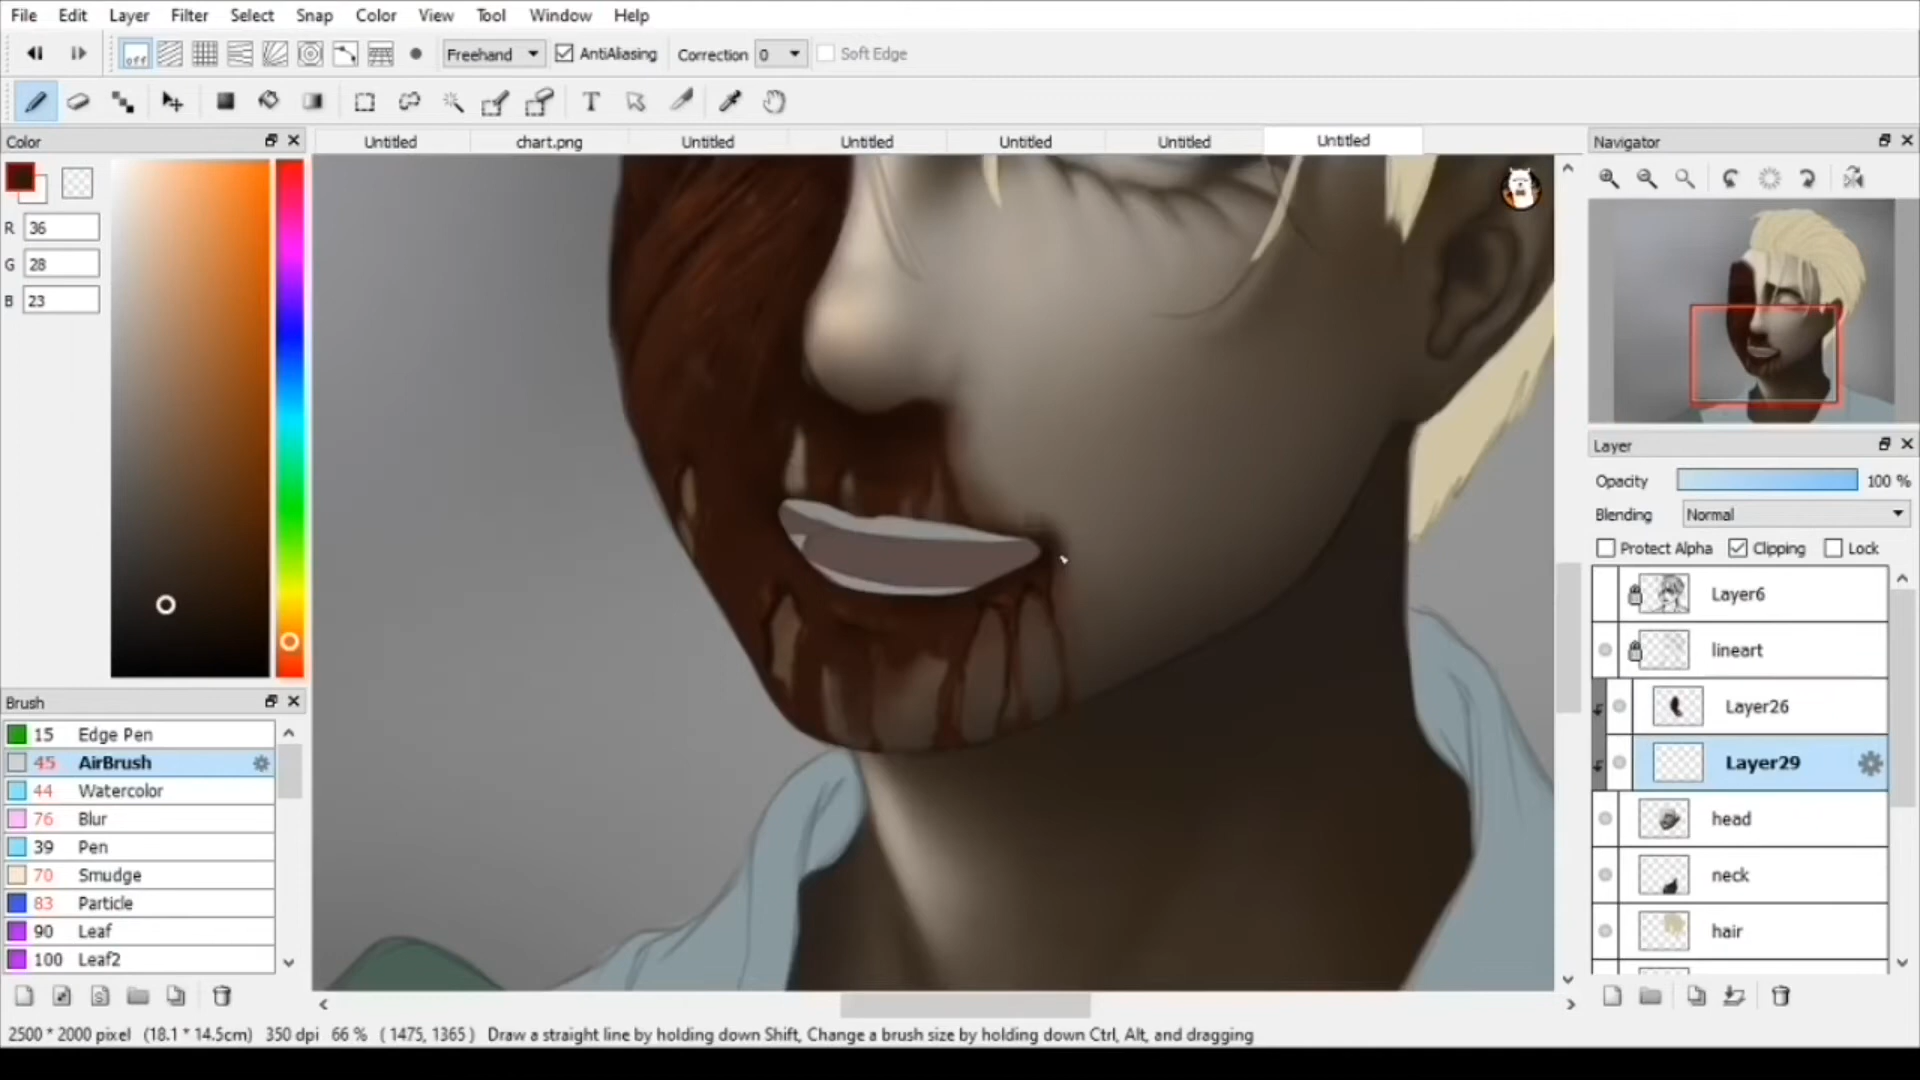 File Edit Layer Filter Select Snap Color View Tool Window Help
off Freehand AntiAliasing Correction 0 Soft Edge
T
Color
Untitled chart.png Untitled Untitled Untitled Untitled Untitled
Navigator
R 36
G 28
B 23
Layer
Opacity 100 %
Blending Normal
Protect Alpha Clipping Lock
Layer6
lineart
Layer26
Layer29
head
neck
hair
Brush
15 Edge Pen
45 AirBrush
44 Watercolor
76 Blur
39 Pen
70 Smudge
83 Particle
90 Leaf
100 Leaf2
2500 * 2000 pixel (18.1 * 14.5cm) 350 dpi 66 % ( 1475, 1365 ) Draw a straight line by holding down Shift, Change a brush size by holding down Ctrl, Alt, and dragging